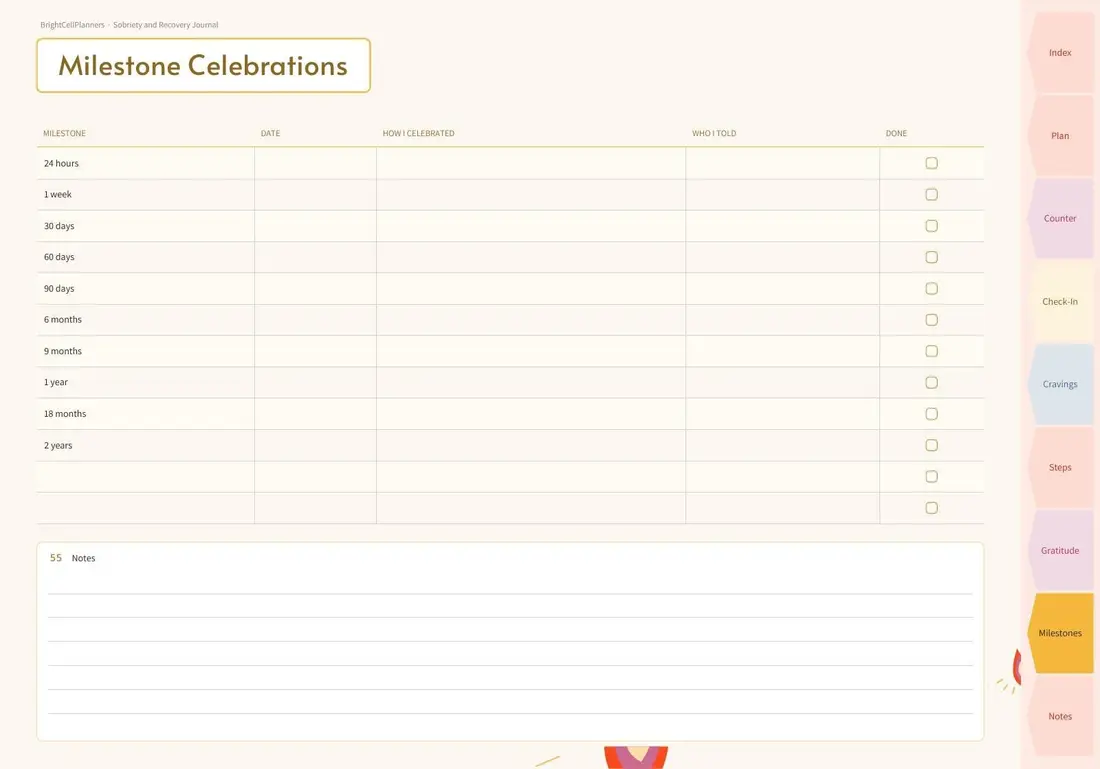 BrightCellPlanners · Sobriety and Recovery Journal
Milestone Celebrations
MILESTONE DATE HOW I CELEBRATED WHO I TOLD DONE
24 hours
1 week
30 days
60 days
90 days
6 months
9 months
1 year
18 months
2 years
55 Notes
Index
Plan
Counter
Check-In
Cravings
Steps
Gratitude
Milestones
Notes